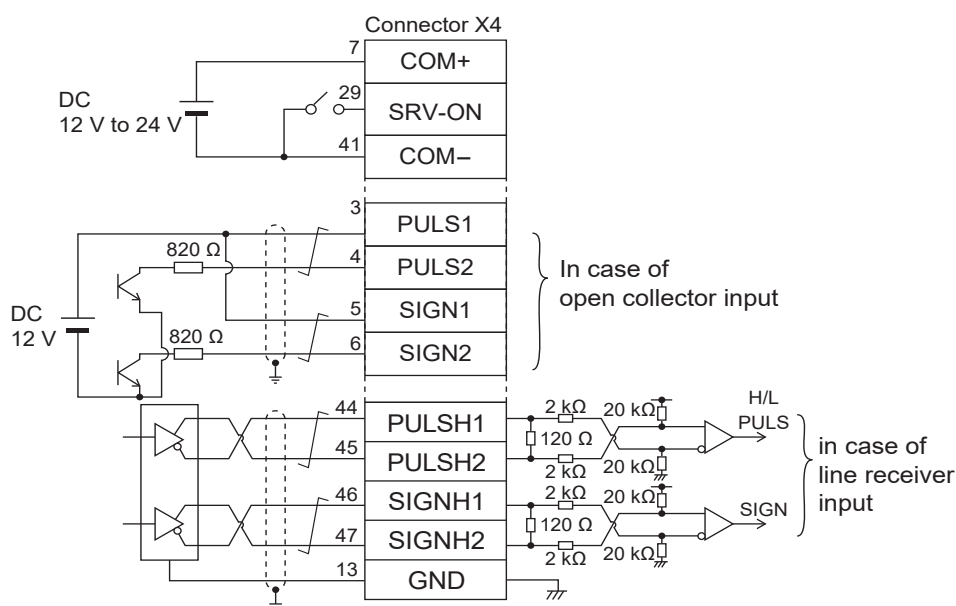 Connector X4
7
COM+
DC
12 V to 24 V
29
SRV-ON
41
COM–
3
PULS1
820 Ω
4
PULS2
In case of
open collector input
5
SIGN1
DC
12 V
820 Ω
6
SIGN2
44
PULSH1
2 kΩ
20 kΩ
H/L
PULS
120 Ω
45
PULSH2
2 kΩ
20 kΩ
in case of
line receiver
input
46
SIGNH1
2 kΩ
20 kΩ
SIGN
120 Ω
47
SIGNH2
2 kΩ
20 kΩ
13
GND